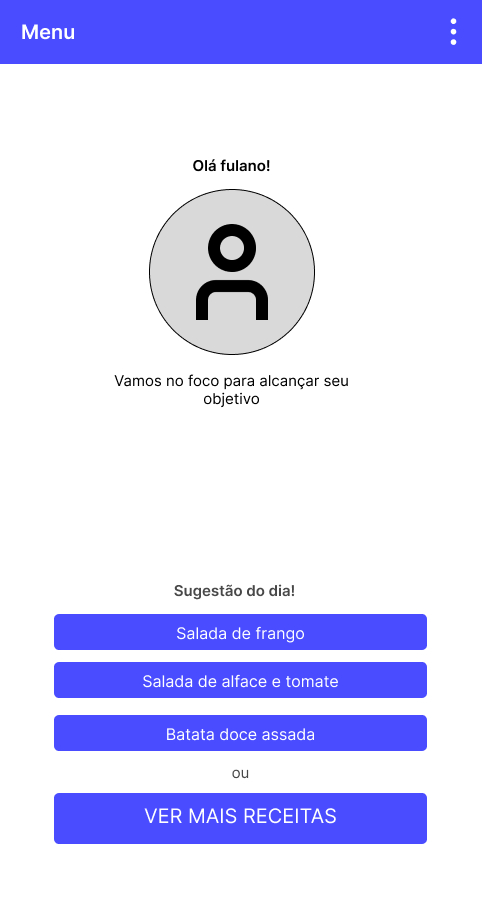 Menu
Olá fulano!
Vamos no foco para alcançar seu
objetivo
Sugestão do dia!
Salada de frango
Salada de alface e tomate
Batata doce assada
ou
VER MAIS RECEITAS